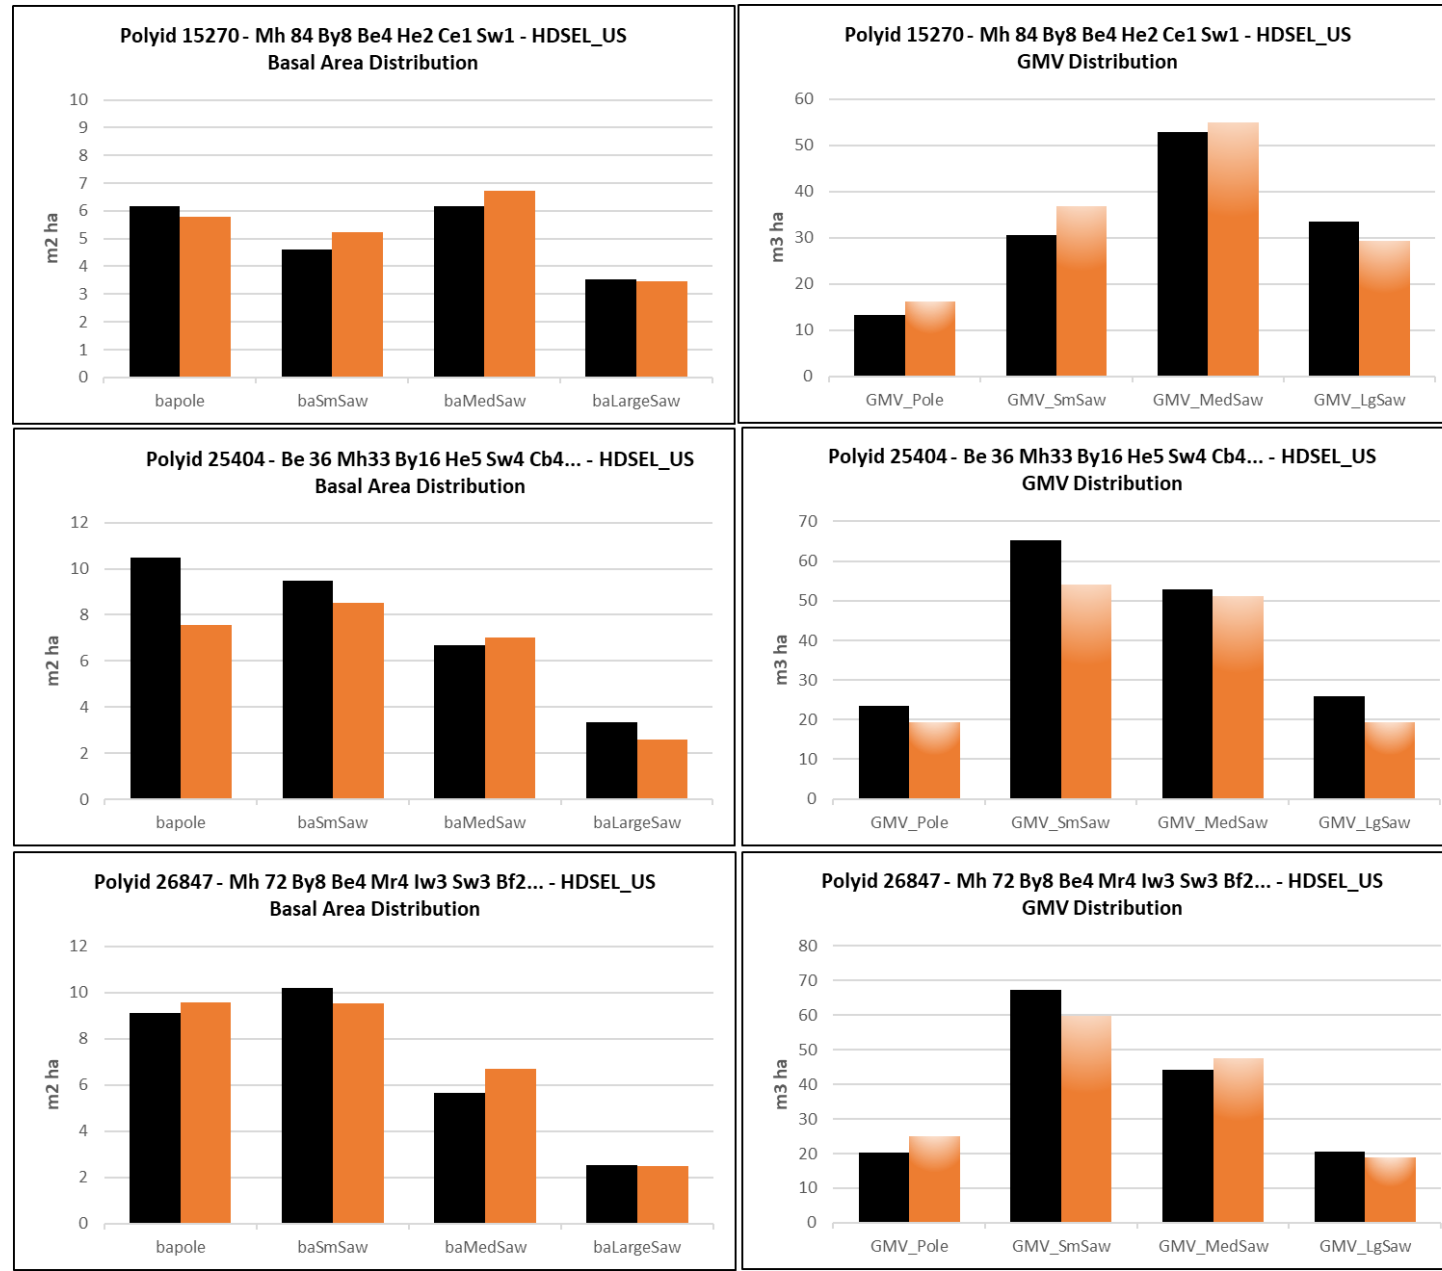 Polyid 15270 - Mh 84 By8 Be4 He2 Ce1 Sw1 - HDSEL_US
Basal Area Distribution
10
9
8
7
6
5
4
3
2
1
0
m2 ha
bapole
baSmSaw
baMedSaw
baLargeSaw
Polyid 15270 - Mh 84 By8 Be4 He2 Ce1 Sw1 - HDSEL_US
GMV Distribution
60
50
40
30
20
10
0
m3 ha
GMV_Pole
GMV_SmSaw
GMV_MedSaw
GMV_LgSaw
Polyid 25404 - Be 36 Mh33 By16 He5 Sw4 Cb4... - HDSEL_US
Basal Area Distribution
12
10
8
6
4
2
0
m2 ha
bapole
baSmSaw
baMedSaw
baLargeSaw
Polyid 25404 - Be 36 Mh33 By16 He5 Sw4 Cb4... - HDSEL_US
GMV Distribution
70
60
50
40
30
20
10
0
m3 ha
GMV_Pole
GMV_SmSaw
GMV_MedSaw
GMV_LgSaw
Polyid 26847 - Mh 72 By8 Be4 Mr4 Iw3 Sw3 Bf2... - HDSEL_US
Basal Area Distribution
12
10
8
6
4
2
0
m2 ha
bapole
baSmSaw
baMedSaw
baLargeSaw
Polyid 26847 - Mh 72 By8 Be4 Mr4 Iw3 Sw3 Bf2... - HDSEL_US
GMV Distribution
80
70
60
50
40
30
20
10
0
m3 ha
GMV_Pole
GMV_SmSaw
GMV_MedSaw
GMV_LgSaw